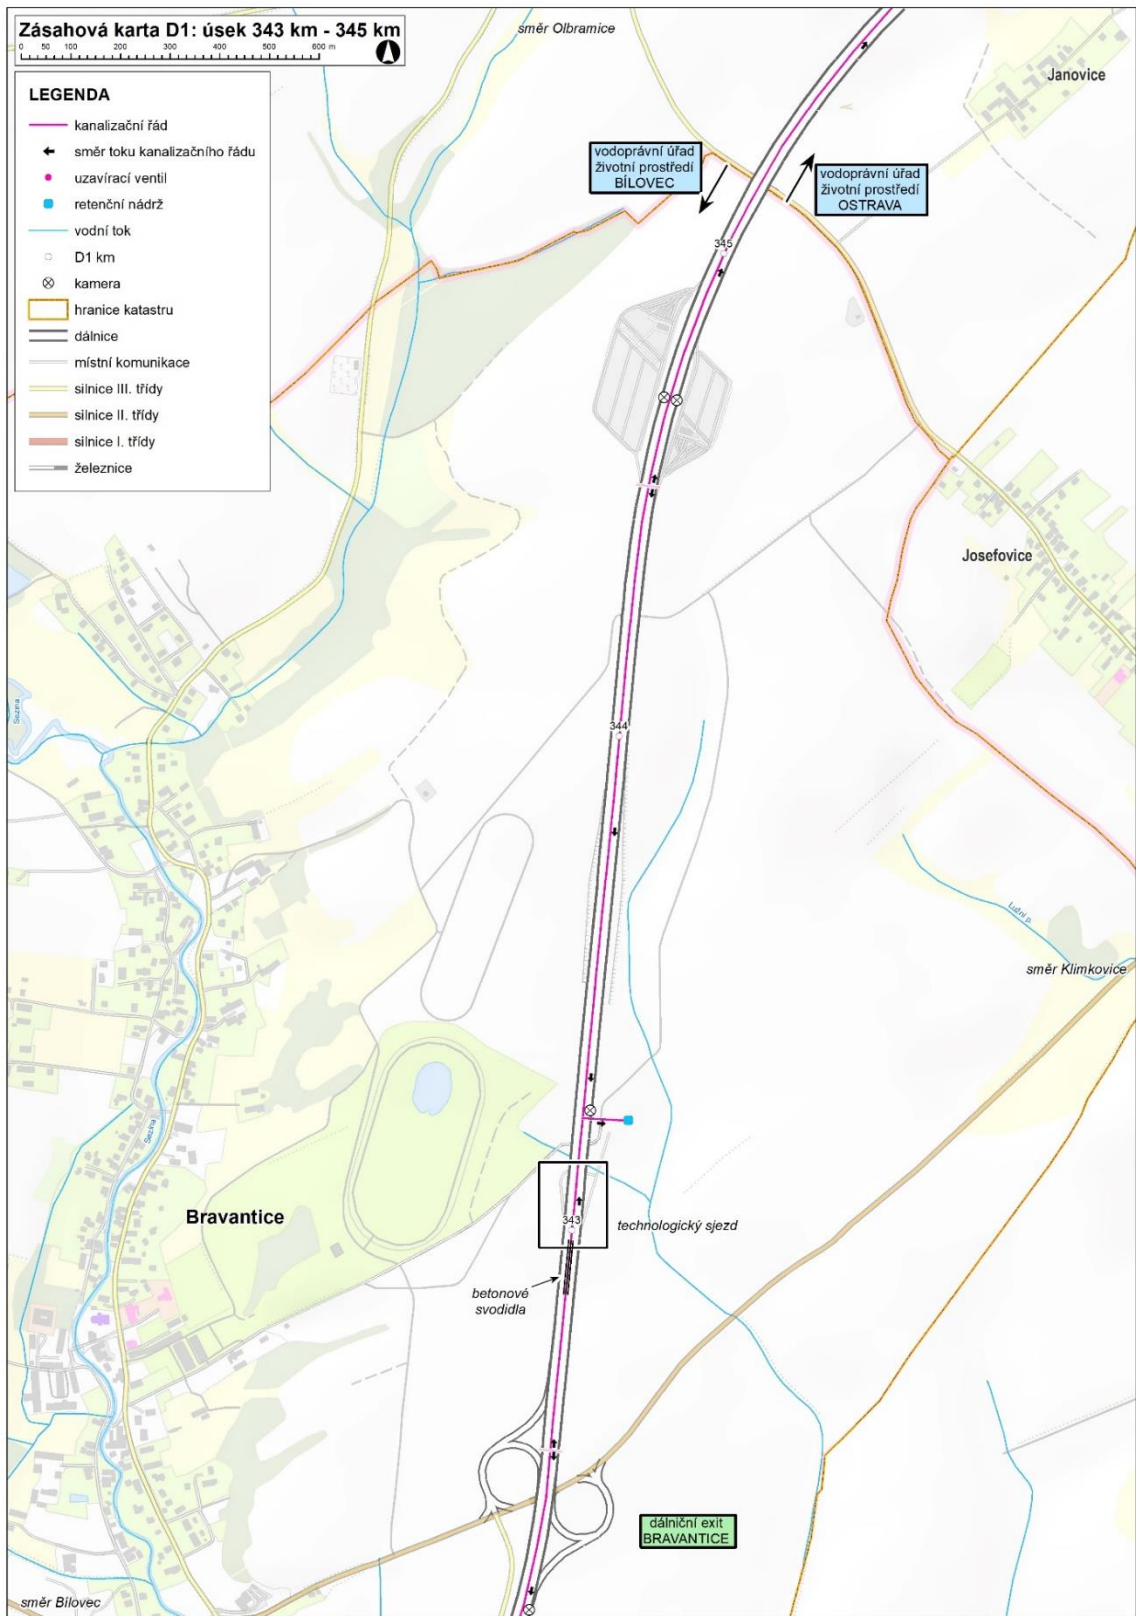 Zásahová karta D1: úsek 343 km - 345 km
0 50 100 200 300 400 500 600 m
LEGENDA
kanalizační řád
směr toku kanalizačního řádu
uzavírací ventil
retenční nádrž
vodní tok
D1 km
kamera
hranice katastru
dálnice
místní komunikace
silnice III. třídy
silnice II. třídy
silnice I. třídy
železnice
směr Olbramice
Janovice
vodoprávní úřad
životní prostředí
BÍLOVEC
vodoprávní úřad
životní prostředí
OSTRAVA
345
Josefovice
Sezina
344
Lužní p.
směr Klimkovice
Sezina
Bravantice
343
technologický sjezd
betonové
svodidla
dálniční exit
BRAVANTICE
směr Bílovec